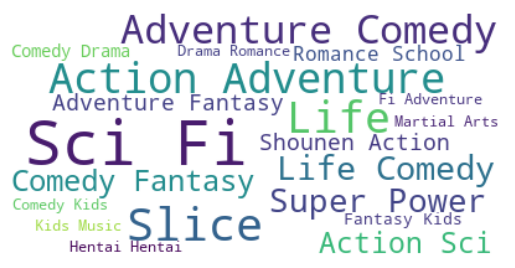 Adventure Comedy
Comedy Drama
Drama Romance
Romance School
Action Adventure
Adventure Fantasy
Fi Adventure
Life
Martial Arts
Sci Fi
Shounen Action
Life Comedy
Comedy Fantasy
Super Power
Comedy Kids
Slice
Fantasy Kids
Kids Music
Hentai Hentai
Action Sci